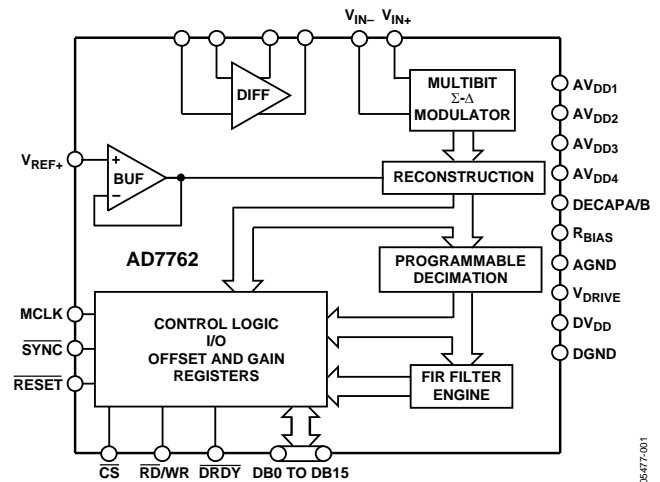 VIN– VIN+
DIFF
MULTIBIT
Σ-Δ
MODULATOR
AVDD1
AVDD2
AVDD3
AVDD4
DECAPA/B
RBIAS
AGND
VDRIVE
DVDD
DGND
VREF+
+
BUF
–
RECONSTRUCTION
AD7762
PROGRAMMABLE
DECIMATION
MCLK
SYNC
RESET
CONTROL LOGIC
I/O
OFFSET AND GAIN
REGISTERS
FIR FILTER
ENGINE
CS
RD/WR
DRDY
DB0 TO DB15
05477-001